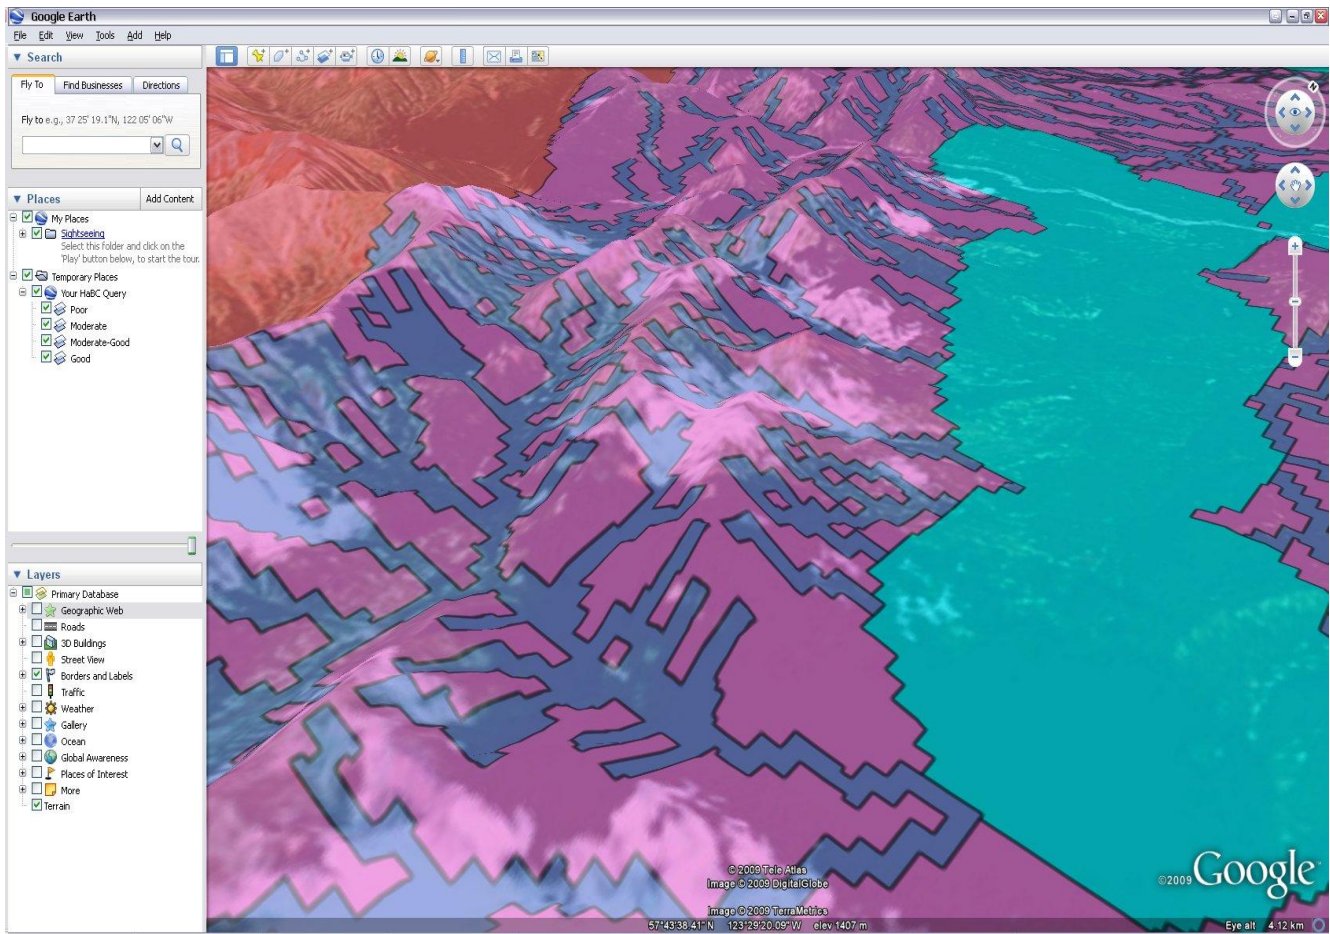 Google Earth
File Edit View Tools Add Help
Search
Fly To Find Businesses Directions
Fly to e.g., 37 25' 19.1"N, 122 05' 06"W
Places Add Content
My Places
Sightseeing
Select this folder and click on the
'Play' button below, to start the tour.
Temporary Places
Your HaBC Query
Poor
Moderate
Moderate-Good
Good
Layers
Primary Database
Geographic Web
Roads
3D Buildings
Street View
Borders and Labels
Traffic
Weather
Gallery
Ocean
Global Awareness
Places of Interest
More
Terrain
N
© 2009 Tele Atlas
Image © 2009 DigitalGlobe
Image © 2009 TerraMetrics
©2009 Google
57°43'38.41" N 123°29'20.09" W elev 1407 m Eye alt 4.12 km